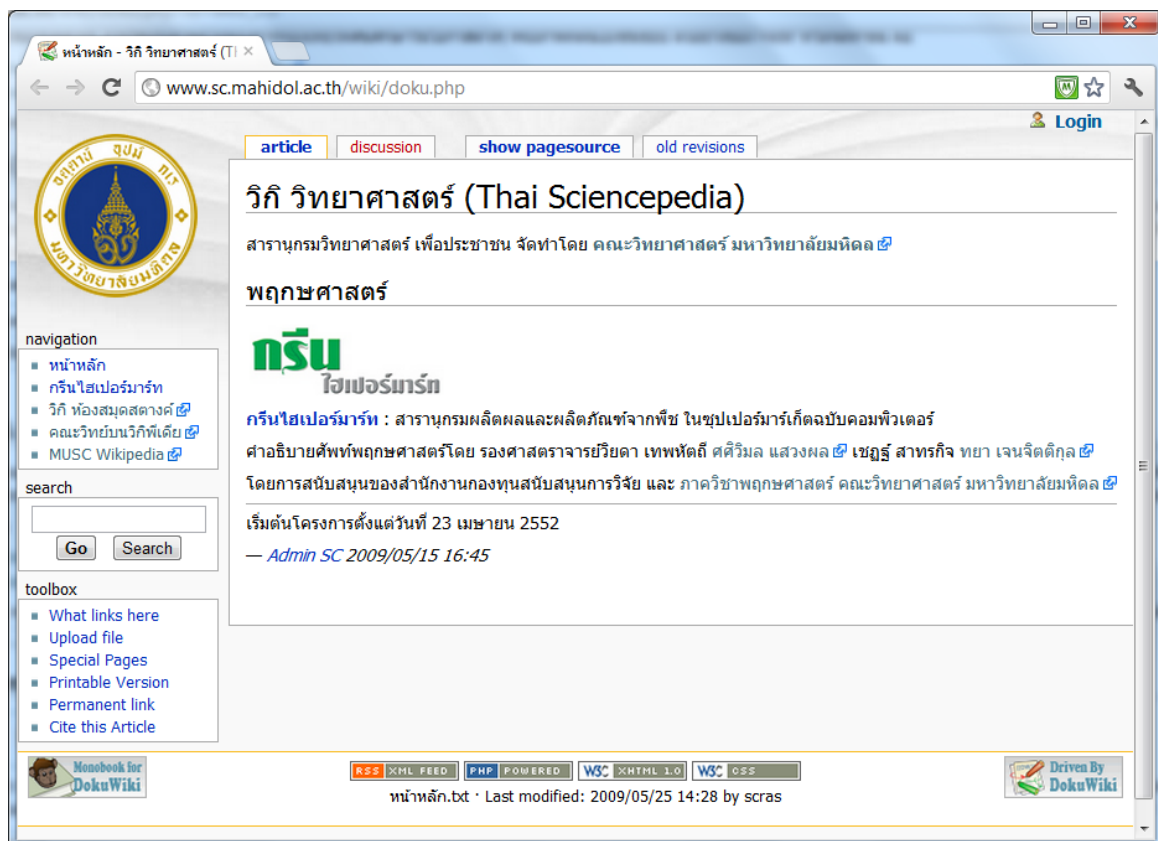 หน้าหลัก - วิกิ วิทยาศาสตร์ (T
www.sc.mahidol.ac.th/wiki/doku.php
Login
article discussion show pagesource old revisions
อตฺตานํ อุปมํ กเร
มหาวิทยาลัยมหิดล
วิกิ วิทยาศาสตร์ (Thai Sciencepedia)
สารานุกรมวิทยาศาสตร์ เพื่อประชาชน จัดทำโดย คณะวิทยาศาสตร์ มหาวิทยาลัยมหิดล
พฤกษศาสตร์
กรีน
ไฮเปอร์มาร์ท
กรีนไฮเปอร์มาร์ท : สารานุกรมผลิตผลและผลิตภัณฑ์จากพืช ในซุปเปอร์มาร์เก็ตฉบับคอมพิวเตอร์
คำอธิบายศัพท์พฤกษศาสตร์โดย รองศาสตราจารย์วิยดา เทพหัตถี ศศิวิมล แสวงผล เชฏฐ์ สาทรกิจ ทยา เจนจิตติกุล
โดยการสนับสนุนของสำนักงานกองทุนสนับสนุนการวิจัย และ ภาควิชาพฤกษศาสตร์ คณะวิทยาศาสตร์ มหาวิทยาลัยมหิดล
เริ่มต้นโครงการตั้งแต่วันที่ 23 เมษายน 2552
— Admin SC 2009/05/15 16:45
navigation
หน้าหลัก
กรีนไฮเปอร์มาร์ท
วิกิ ห้องสมุดสตางค์
คณะวิทย์บนวิกิพีเดีย
MUSC Wikipedia
search
Go Search
toolbox
What links here
Upload file
Special Pages
Printable Version
Permanent link
Cite this Article
Monobook for
DokuWiki
RSS XML FEED PHP POWERED W3C XHTML 1.0 W3C CSS
Driven By
DokuWiki
หน้าหลัก.txt · Last modified: 2009/05/25 14:28 by scras